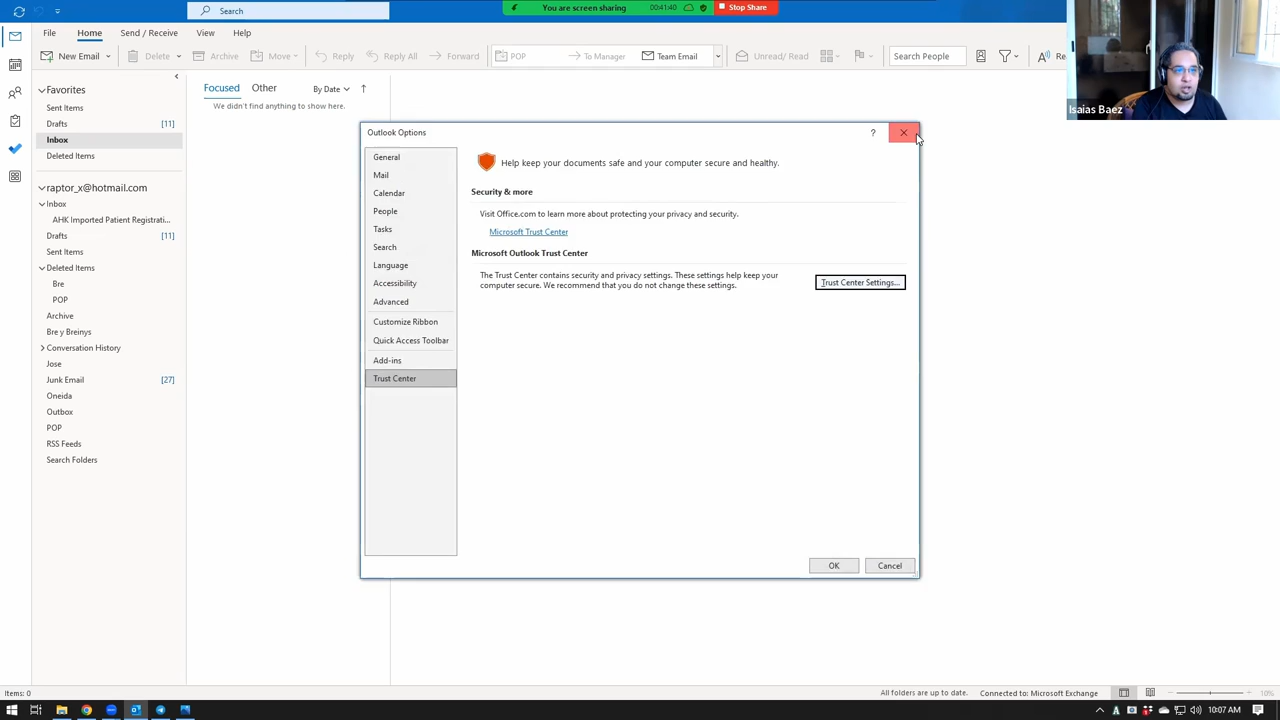 Search
You are screen sharing
00:41:40
Stop Share
File
Home
Send / Receive
View
Help
New Email
Delete
Archive
Move
Reply
Reply All
Forward
POP
To Manager
Team Email
Unread/ Read
Search People
Isaias Baez
Favorites
Sent Items
Drafts [11]
Inbox
Deleted Items
raptor_x@hotmail.com
Inbox
AHK Imported Patient Registrati...
Drafts [11]
Sent Items
Deleted Items
Bre
POP
Archive
Bre y Breinys
Conversation History
Jose
Junk Email [27]
Oneida
Outbox
POP
RSS Feeds
Search Folders
Focused
Other
By Date
We didn't find anything to show here.
Outlook Options
?
General
Mail
Calendar
People
Tasks
Search
Language
Accessibility
Advanced
Customize Ribbon
Quick Access Toolbar
Add-ins
Trust Center
Help keep your documents safe and your computer secure and healthy.
Security & more
Visit Office.com to learn more about protecting your privacy and security.
Microsoft Trust Center
Microsoft Outlook Trust Center
The Trust Center contains security and privacy settings. These settings help keep your
computer secure. We recommend that you do not change these settings.
Trust Center Settings...
OK
Cancel
Items: 0
All folders are up to date.
Connected to: Microsoft Exchange
10%
10:07 AM